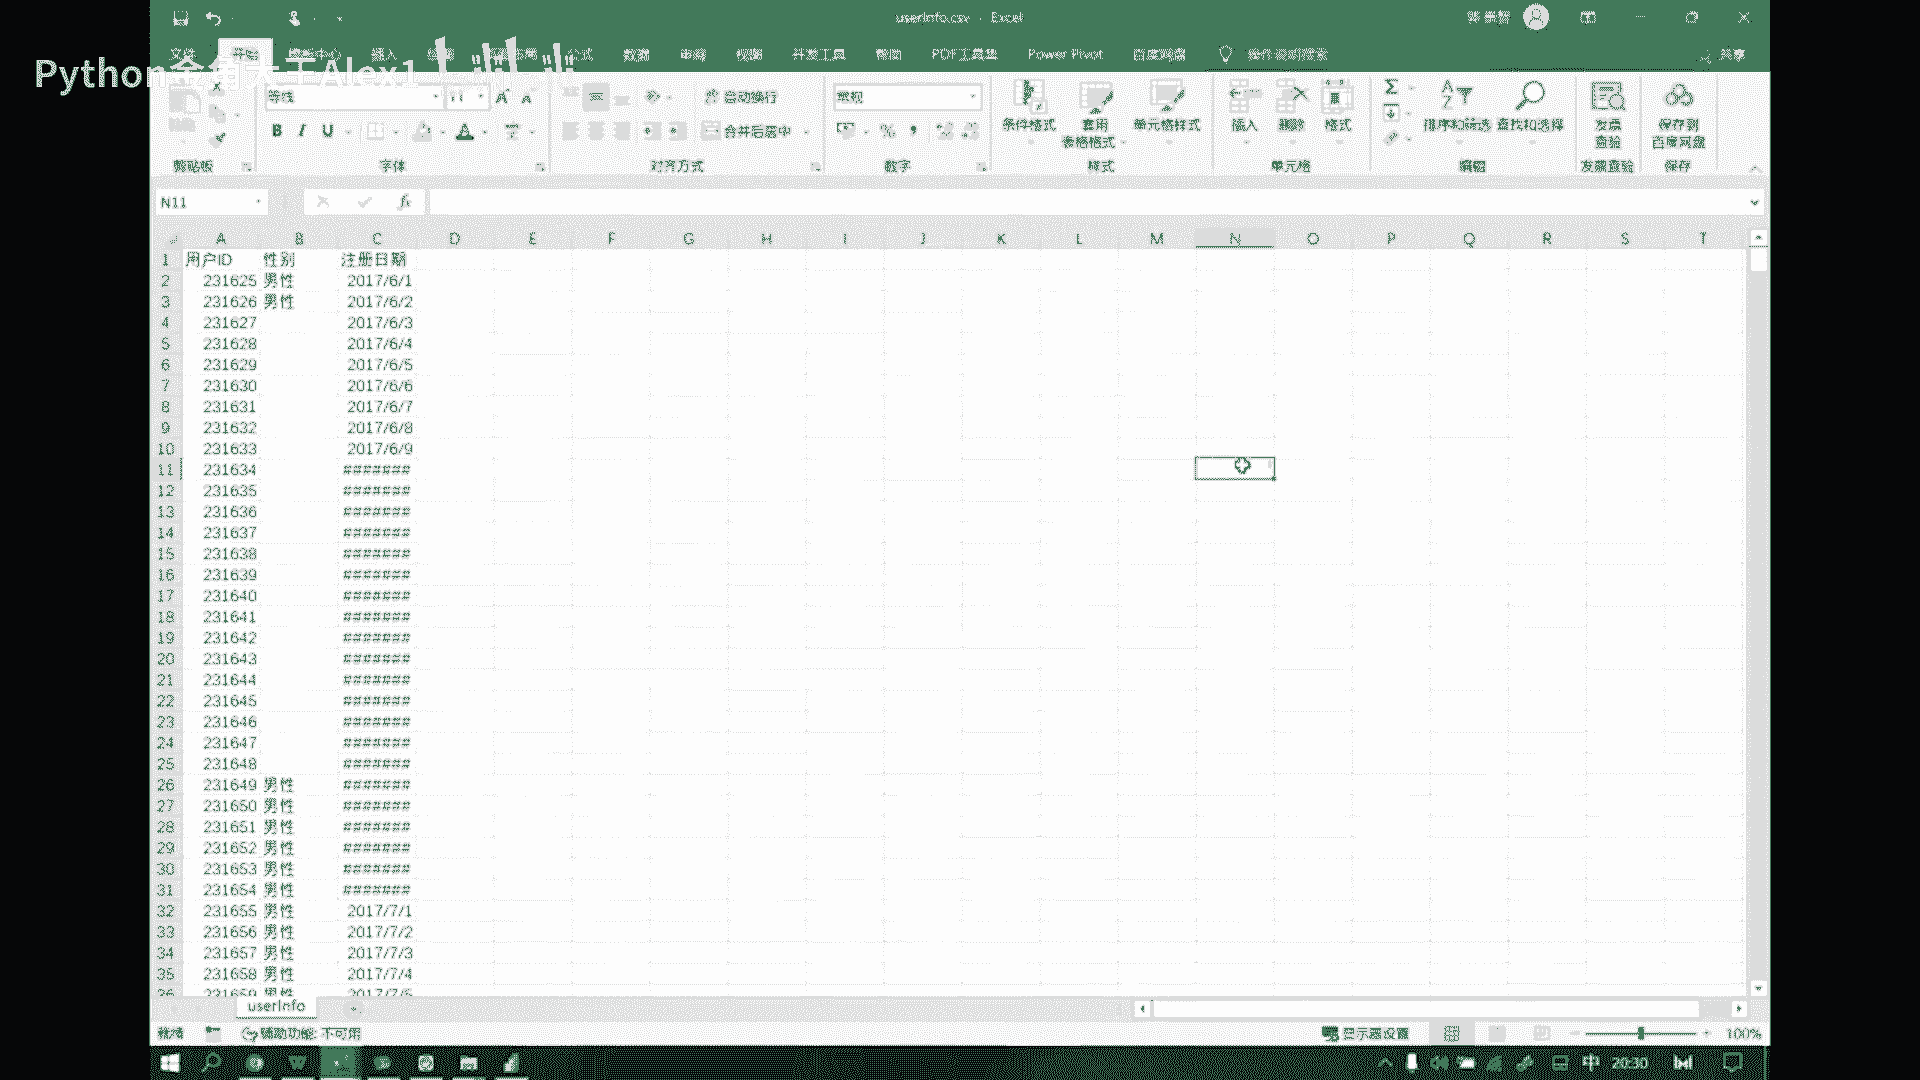 userInfo.csv - Excel
Python全角大王Alex1
文件 开始 插入 公式 数据 审阅 视图 开发工具 帮助 PDF工具集 Power Pivot 百度网盘 操作说明搜索 共享
等线 11 自动换行 常规
B I U A 合并后居中 %
条件格式 套用 表格格式 单元格样式 插入 删除 格式 排序和筛选 查找和选择 发票 查验 保存到 百度网盘
剪贴板 字体 对齐方式 数字 样式 单元格 编辑 发票查验 保存
N11 fx
A B C D E F G H I J K L M N O P Q R S T
1 用户ID 性别 注册日期
2 231625 男性 2017/6/1
3 231626 男性 2017/6/2
4 231627 2017/6/3
5 231628 2017/6/4
6 231629 2017/6/5
7 231630 2017/6/6
8 231631 2017/6/7
9 231632 2017/6/8
10 231633 2017/6/9
11 231634 #######
12 231635 #######
13 231636 #######
14 231637 #######
15 231638 #######
16 231639 #######
17 231640 #######
18 231641 #######
19 231642 #######
20 231643 #######
21 231644 #######
22 231645 #######
23 231646 #######
24 231647 #######
25 231648 #######
26 231649 男性 #######
27 231650 男性 #######
28 231651 男性 #######
29 231652 男性 #######
30 231653 男性 #######
31 231654 男性 #######
32 231655 男性 2017/7/1
33 231656 男性 2017/7/2
34 231657 男性 2017/7/3
35 231658 男性 2017/7/4
36 231659 男性 2017/7/5
userInfo
就绪 辅助功能: 不可用 显示器设置 100%
中 20:30